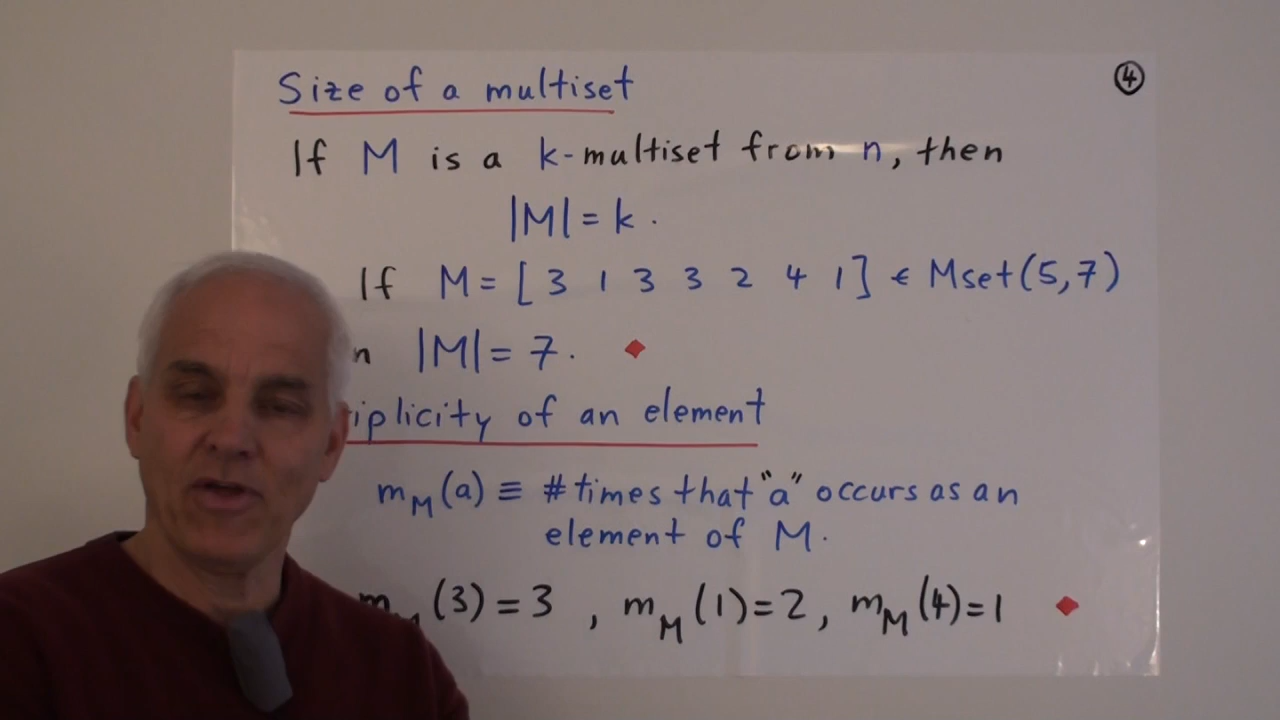 Size of a multiset
④
If M is a k-multiset from n, then
|M| = k.
If M = [3 1 3 3 2 4 1] ∈ Mset(5,7)
n |M| = 7.
iplicity of an element
m_M(a) ≡ # times that "a" occurs as an
element of M.
m_M(3) = 3 , m_M(1) = 2, m_M(4) = 1